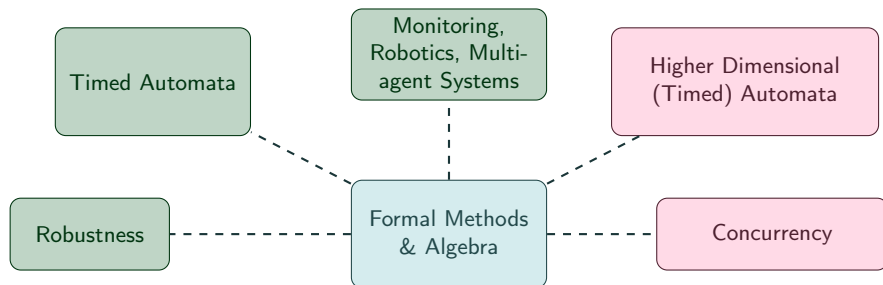 Monitoring,
Robotics, Multi-
agent Systems
Timed Automata
Higher Dimensional
(Timed) Automata
Robustness
Formal Methods
& Algebra
Concurrency